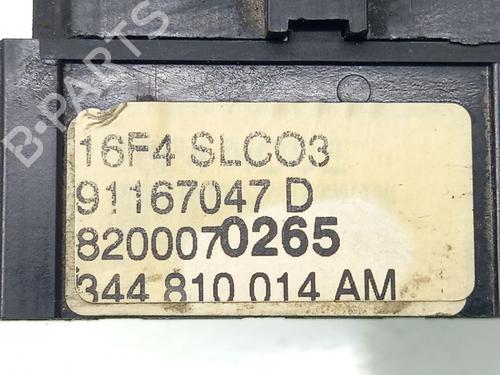 B-PARTS
16F4 SLCO3
91167047 D
8200070265
344 810 014 AM